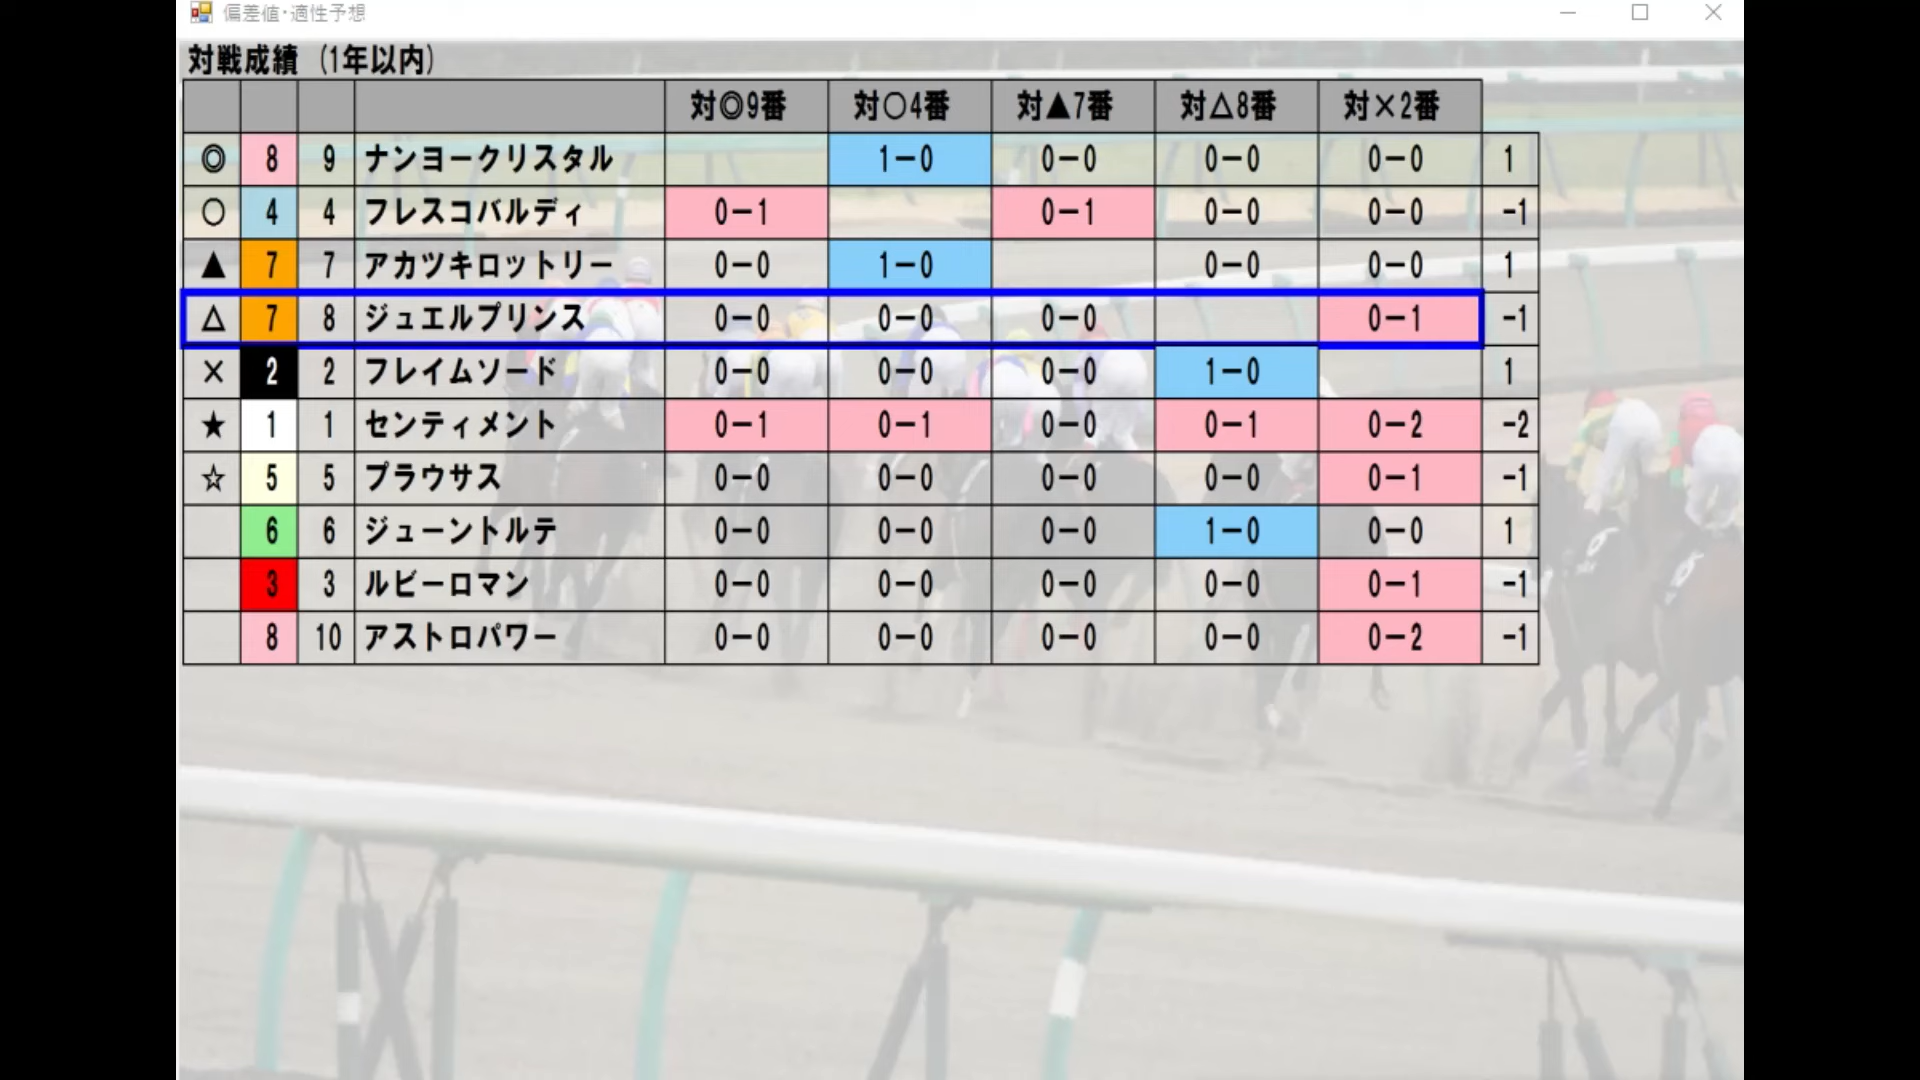 偏差値・適性予想
対戦成績 (1年以内)
対◎9番 対○4番 対▲7番 対△8番 対×2番
◎ 8 9 ナンヨークリスタル 1-0 0-0 0-0 0-0 1
○ 4 4 フレスコバルディ 0-1 0-1 0-0 0-0 -1
▲ 7 7 アカツキロットリー 0-0 1-0 0-0 0-0 1
△ 7 8 ジュエルプリンス 0-0 0-0 0-0 0-1 -1
× 2 2 フレイムソード 0-0 0-0 0-0 1-0 1
★ 1 1 センティメント 0-1 0-1 0-0 0-1 0-2 -2
☆ 5 5 プラウサス 0-0 0-0 0-0 0-0 0-1 -1
6 6 ジューントルテ 0-0 0-0 0-0 1-0 0-0 1
3 3 ルビーロマン 0-0 0-0 0-0 0-0 0-1 -1
8 10 アストロパワー 0-0 0-0 0-0 0-0 0-2 -1